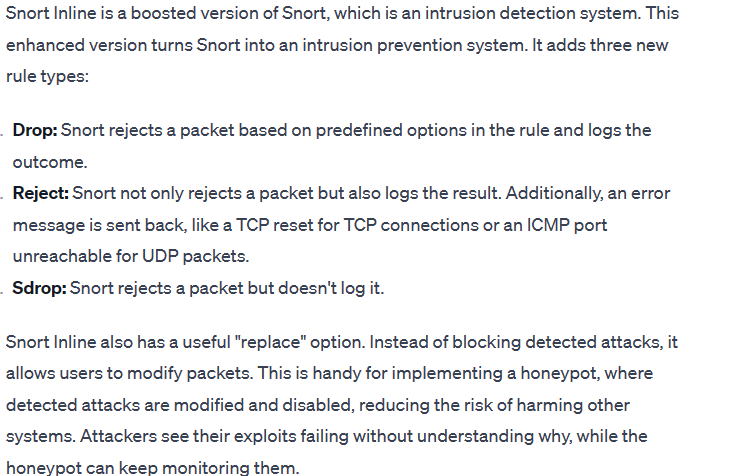 Snort Inline is a boosted version of Snort, which is an intrusion detection system. This
enhanced version turns Snort into an intrusion prevention system. It adds three new
rule types:
. Drop: Snort rejects a packet based on predefined options in the rule and logs the
outcome.
. Reject: Snort not only rejects a packet but also logs the result. Additionally, an error
message is sent back, like a TCP reset for TCP connections or an ICMP port
unreachable for UDP packets.
. Sdrop: Snort rejects a packet but doesn't log it.
Snort Inline also has a useful "replace" option. Instead of blocking detected attacks, it
allows users to modify packets. This is handy for implementing a honeypot, where
detected attacks are modified and disabled, reducing the risk of harming other
systems. Attackers see their exploits failing without understanding why, while the
honeypot can keep monitoring them.